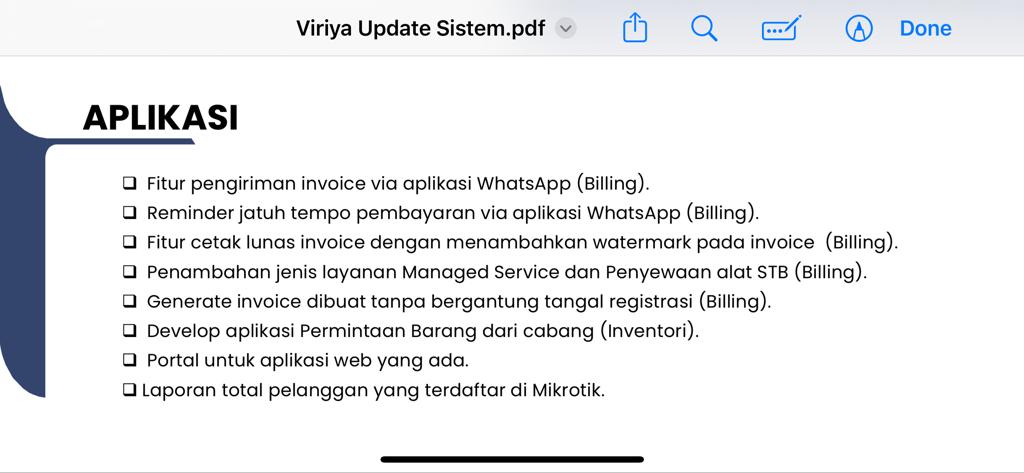 Viriya Update Sistem.pdf
Done
APLIKASI
❑ Fitur pengiriman invoice via aplikasi WhatsApp (Billing).
❑ Reminder jatuh tempo pembayaran via aplikasi WhatsApp (Billing).
❑ Fitur cetak lunas invoice dengan menambahkan watermark pada invoice (Billing).
❑ Penambahan jenis layanan Managed Service dan Penyewaan alat STB (Billing).
❑ Generate invoice dibuat tanpa bergantung tangal registrasi (Billing).
❑ Develop aplikasi Permintaan Barang dari cabang (Inventori).
❑ Portal untuk aplikasi web yang ada.
❑ Laporan total pelanggan yang terdaftar di Mikrotik.